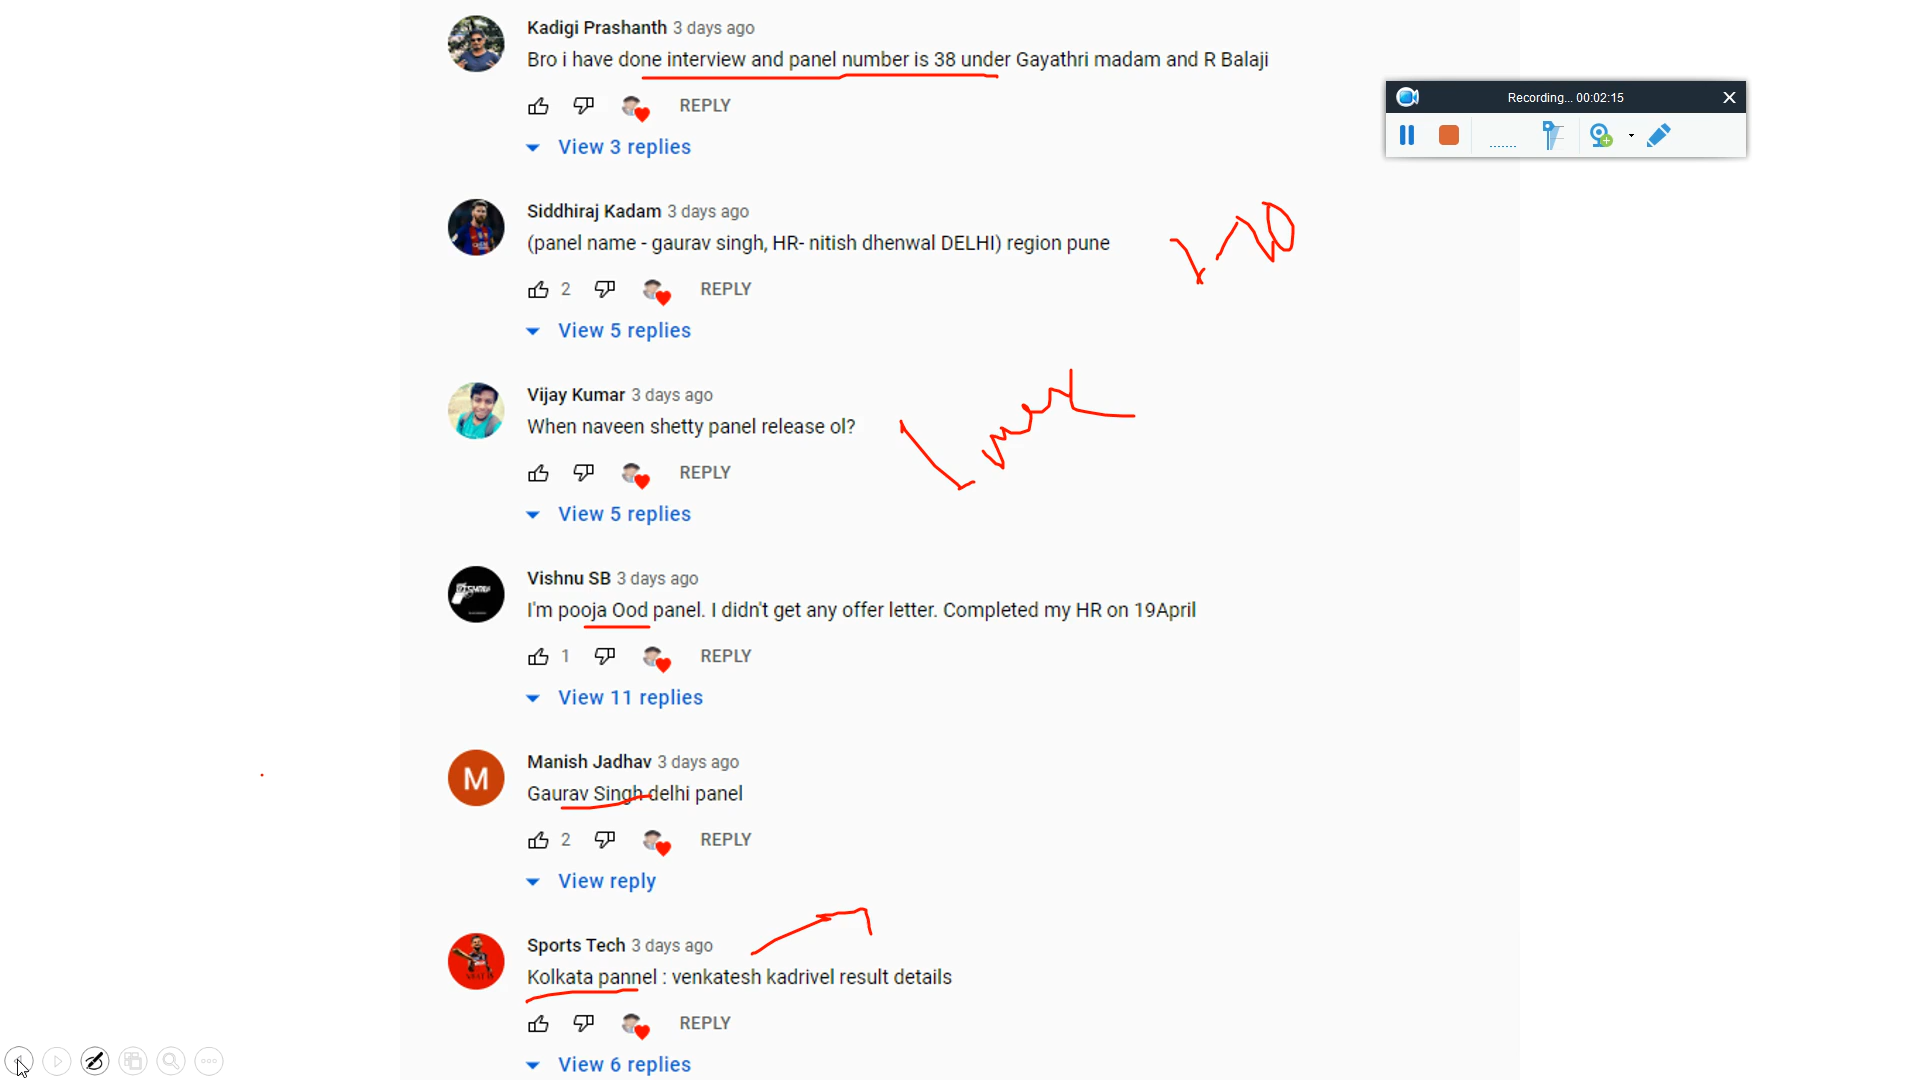 Kadigi Prashanth 3 days ago
Bro i have done interview and panel number is 38 under Gayathri madam and R Balaji
REPLY
View 3 replies
Recording... 00:02:15
Siddhiraj Kadam 3 days ago
(panel name - gaurav singh, HR- nitish dhenwal DELHI) region pune
2 REPLY
View 5 replies
Vijay Kumar 3 days ago
When naveen shetty panel release ol?
REPLY
View 5 replies
Vishnu SB 3 days ago
I'm pooja Ood panel. I didn't get any offer letter. Completed my HR on 19April
1 REPLY
View 11 replies
Manish Jadhav 3 days ago
M
Gaurav Singh delhi panel
2 REPLY
View reply
Sports Tech 3 days ago
Kolkata pannel : venkatesh kadrivel result details
REPLY
View 6 replies